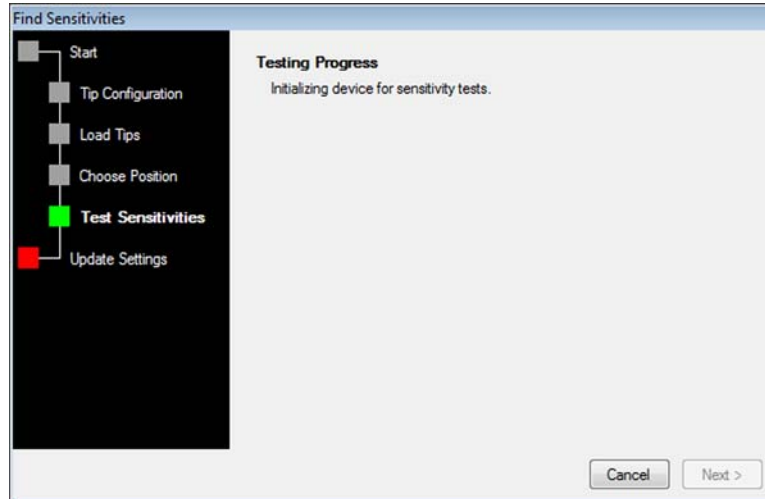 Find Sensitivities
Start
Tip Configuration
Load Tips
Choose Position
Test Sensitivities
Update Settings
Testing Progress
Initializing device for sensitivity tests.
Cancel
Next >